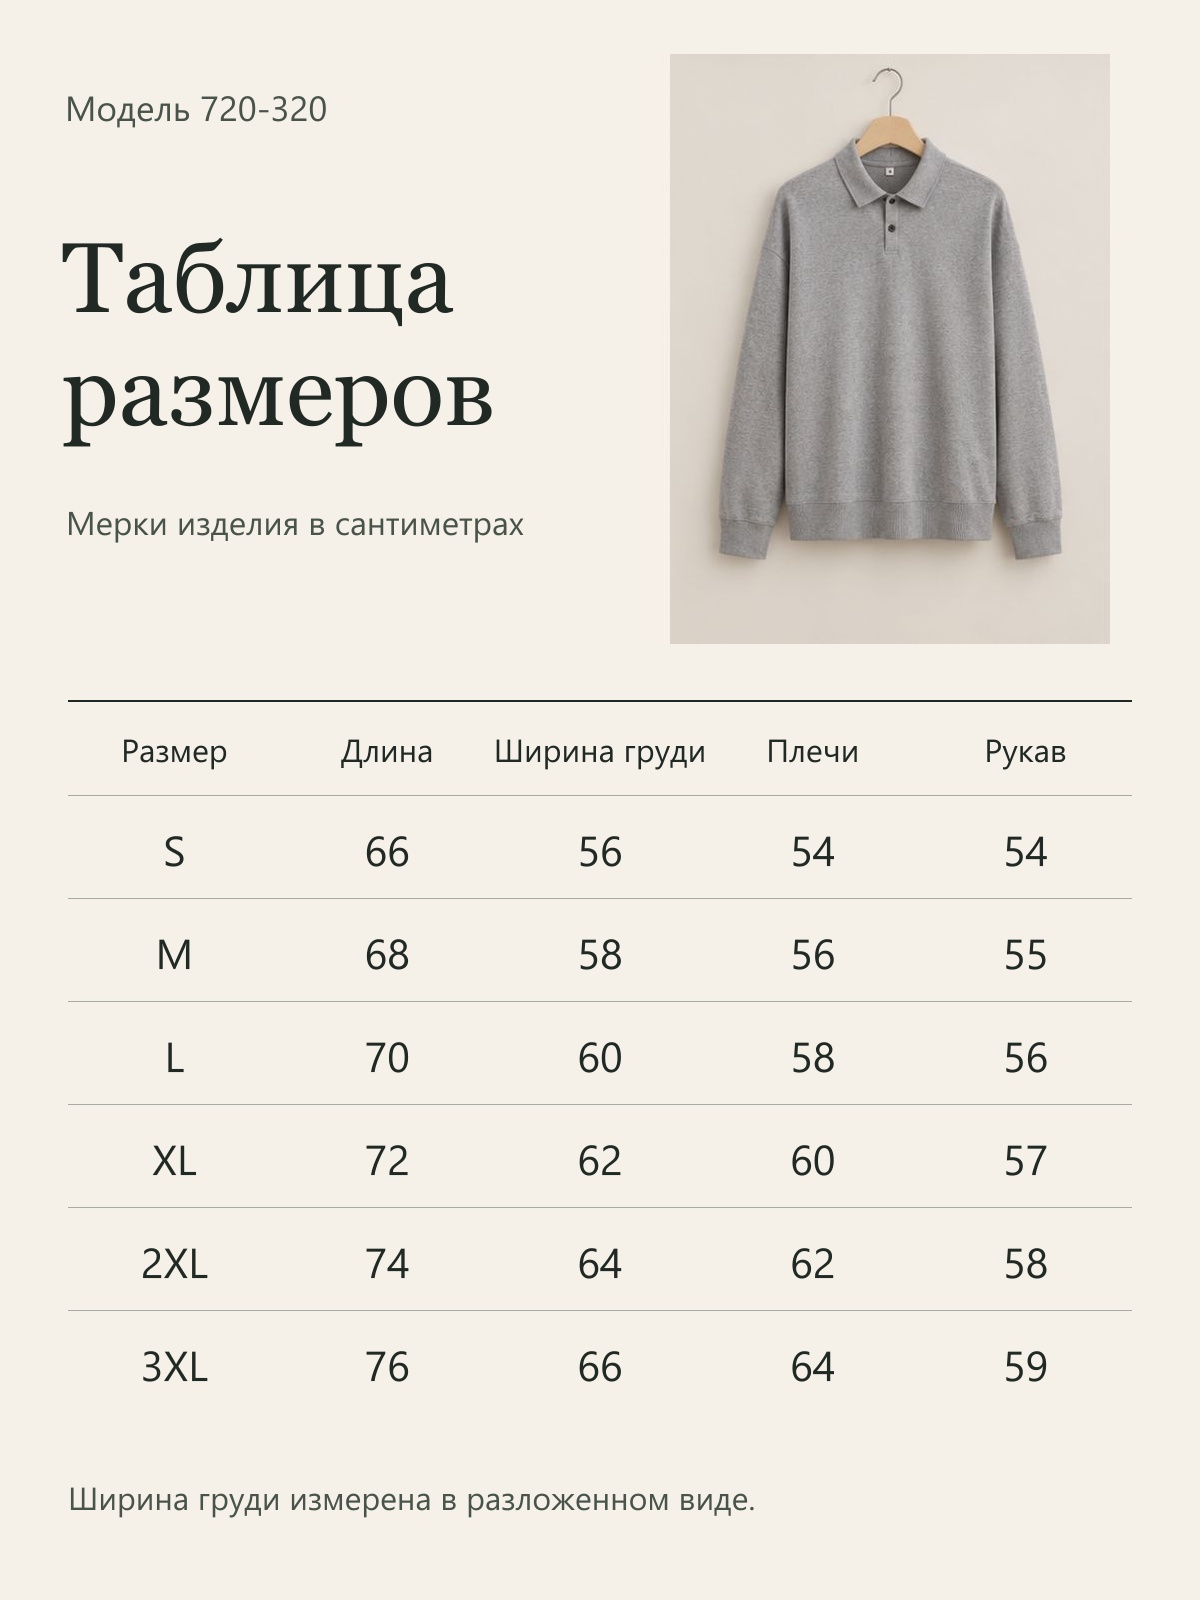 Модель 720-320
Таблица
размеров
Мерки изделия в сантиметрах
Размер Длина Ширина груди Плечи Рукав
S 66 56 54 54
M 68 58 56 55
L 70 60 58 56
XL 72 62 60 57
2XL 74 64 62 58
3XL 76 66 64 59
Ширина груди измерена в разложенном виде.